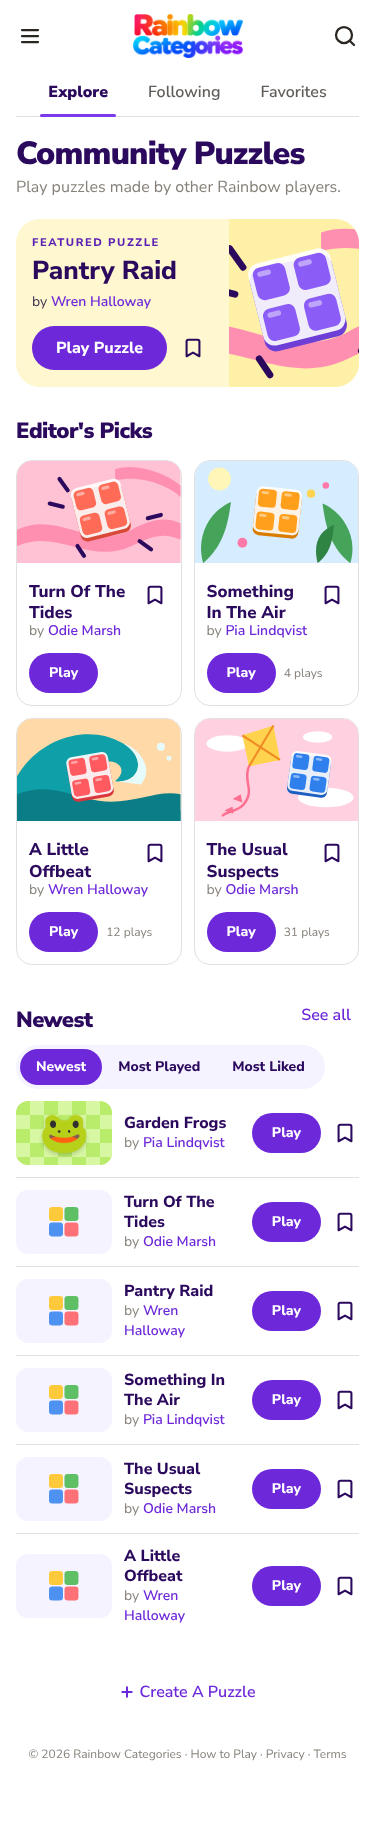 Rainbow
Categories
Explore
Following
Favorites
Community Puzzles
Play puzzles made by other Rainbow players.
FEATURED PUZZLE
Pantry Raid
by Wren Halloway
Play Puzzle
Editor's Picks
Turn Of The
Tides
by Odie Marsh
Play
Something
In The Air
by Pia Lindqvist
Play
4 plays
A Little
Offbeat
by Wren Halloway
Play
12 plays
The Usual
Suspects
by Odie Marsh
Play
31 plays
Newest
See all
Newest
Most Played
Most Liked
Garden Frogs
by Pia Lindqvist
Play
Turn Of The
Tides
by Odie Marsh
Play
Pantry Raid
by Wren
Halloway
Play
Something In
The Air
by Pia Lindqvist
Play
The Usual
Suspects
by Odie Marsh
Play
A Little
Offbeat
by Wren
Halloway
Play
+ Create A Puzzle
© 2026 Rainbow Categories · How to Play · Privacy · Terms